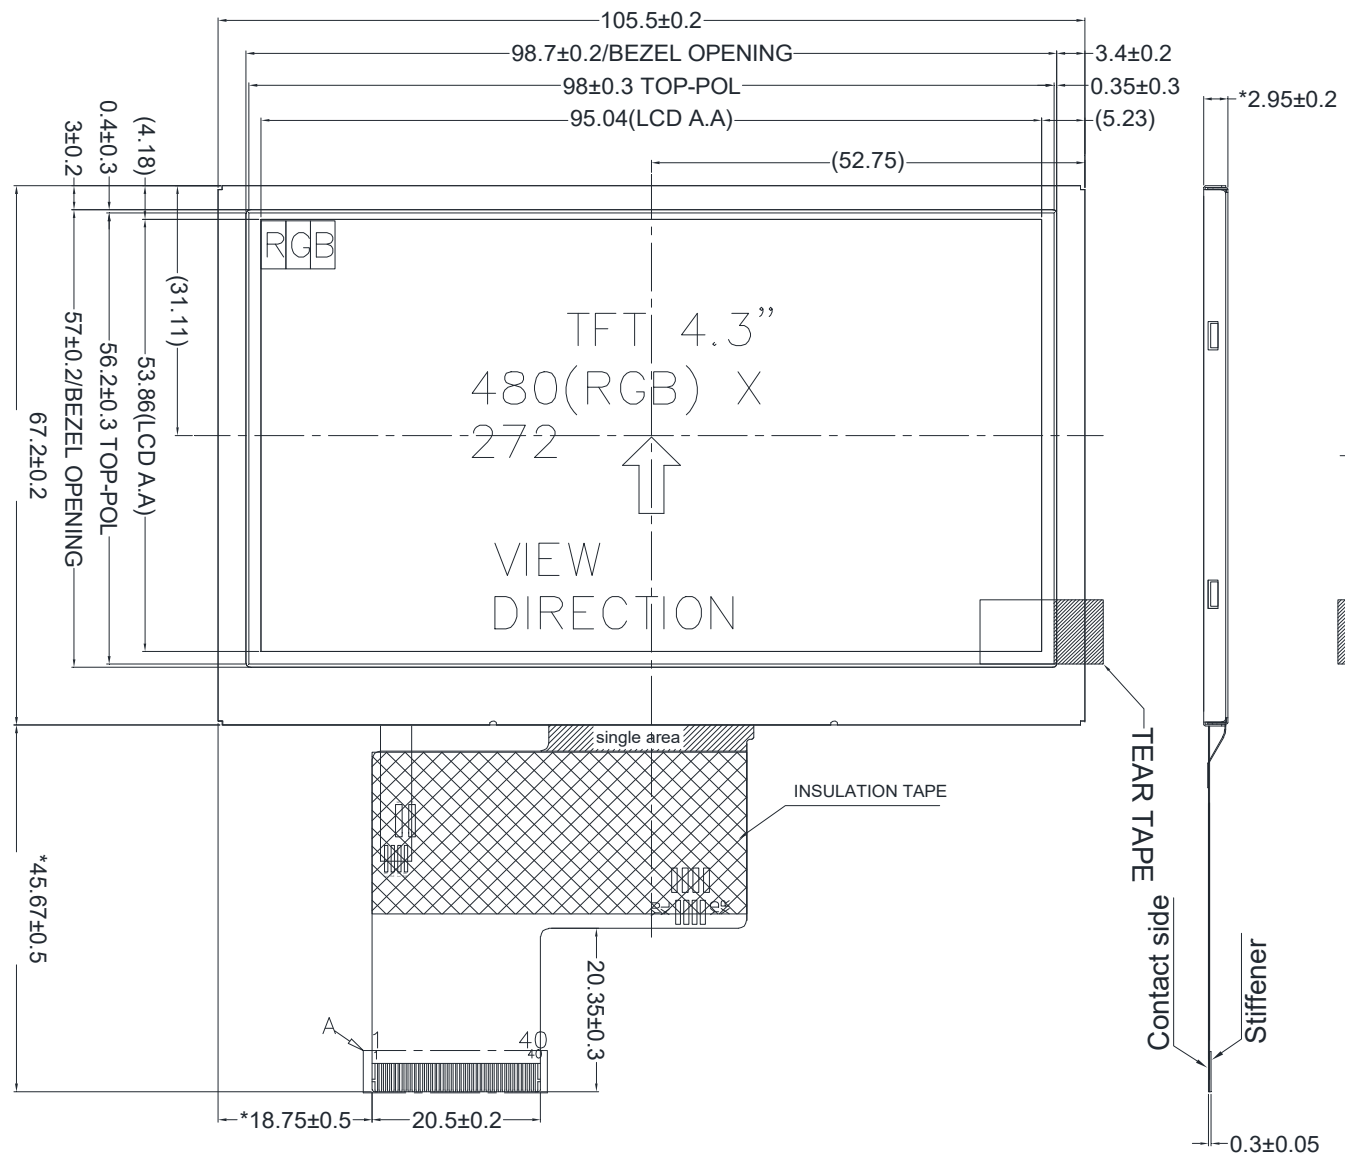 105.5±0.2
98.7±0.2/BEZEL OPENING
3.4±0.2
98±0.3 TOP-POL
0.35±0.3
*2.95±0.2
95.04(LCD A.A)
(5.23)
(52.75)
3±0.2
0.4±0.3
(4.18)
(31.11)
53.86(LCD A.A)
56.2±0.3 TOP-POL
57±0.2/BEZEL OPENING
67.2±0.2
RGB
TFT 4.3”
480(RGB) X
272
VIEW
DIRECTION
single area
INSULATION TAPE
TEAR TAPE
Contact side
Stiffener
*45.67±0.5
20.35±0.3
A
1
40
40
*18.75±0.5
20.5±0.2
0.3±0.05